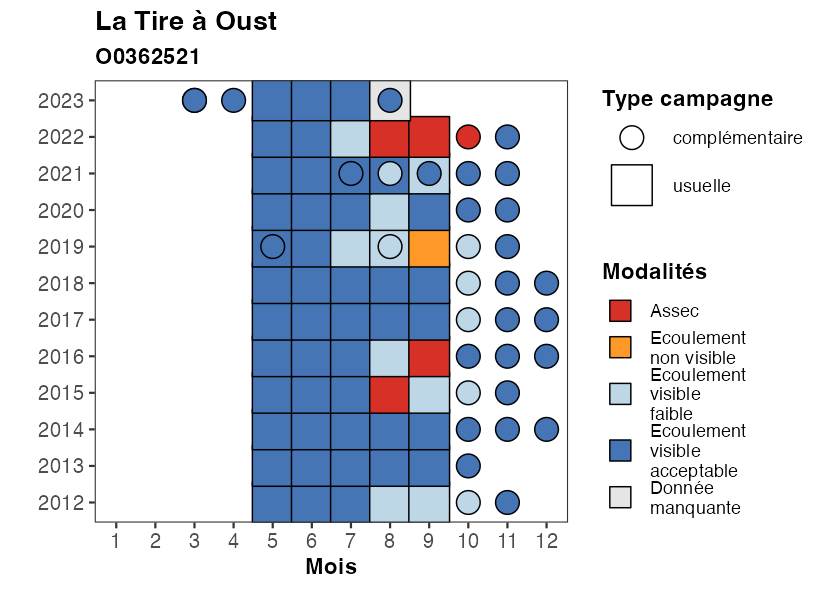 La Tire à Oust
O0362521
2023
2022
2021
2020
2019
2018
2017
2016
2015
2014
2013
2012
1 2 3 4 5 6 7 8 9 10 11 12
Mois
Type campagne
complémentaire
usuelle
Modalités
Assec
Ecoulement
non visible
Ecoulement
visible
faible
Ecoulement
visible
acceptable
Donnée
manquante